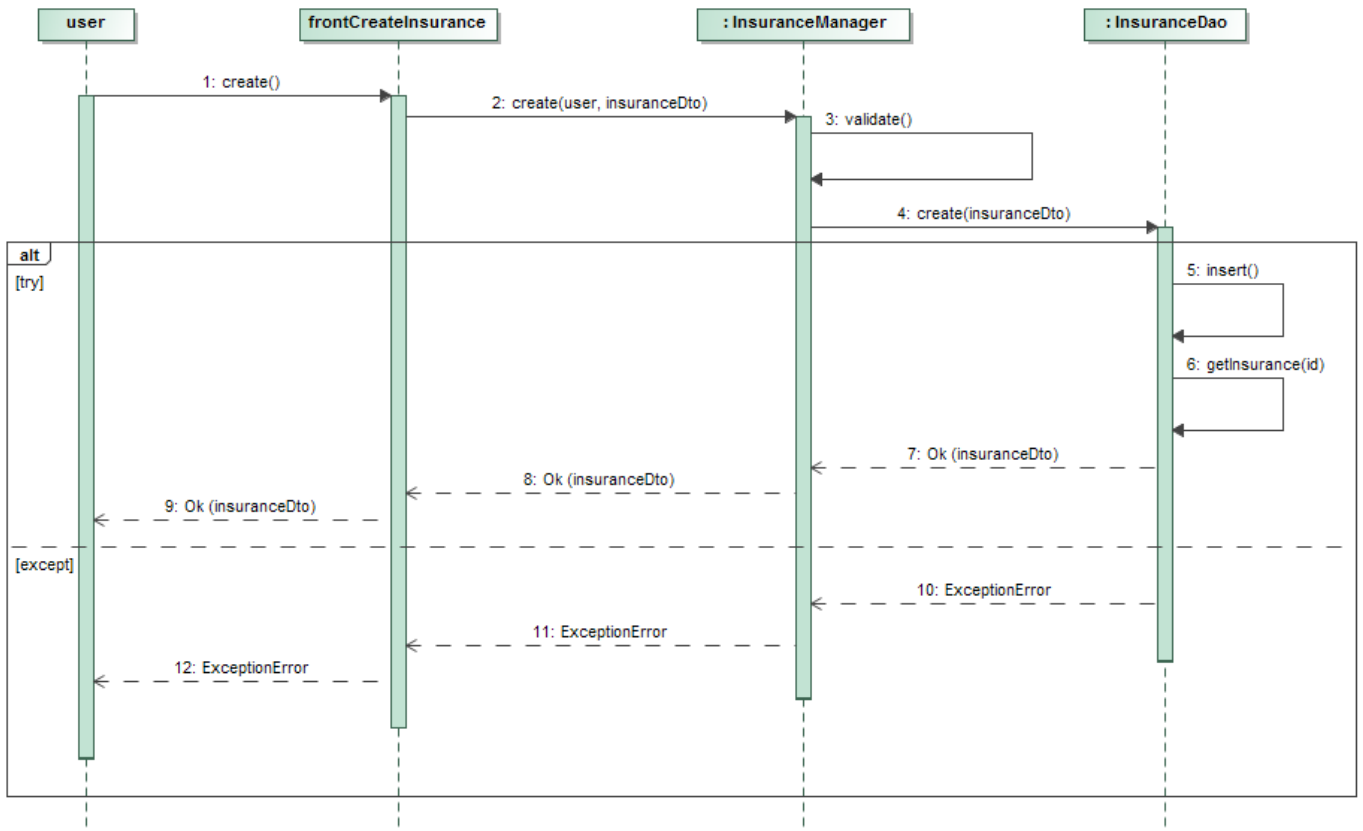 user
frontCreateInsurance
: InsuranceManager
: InsuranceDao
1: create()
2: create(user, insuranceDto)
3: validate()
4: create(insuranceDto)
alt
[try]
5: insert()
6: getInsurance(id)
7: Ok (insuranceDto)
8: Ok (insuranceDto)
9: Ok (insuranceDto)
[except]
10: ExceptionError
11: ExceptionError
12: ExceptionError